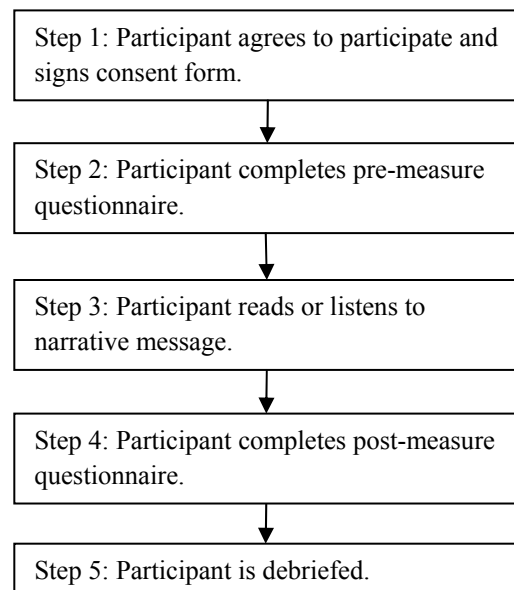 Step 1: Participant agrees to participate and
signs consent form.
Step 2: Participant completes pre-measure
questionnaire.
Step 3: Participant reads or listens to
narrative message.
Step 4: Participant completes post-measure
questionnaire.
Step 5: Participant is debriefed.